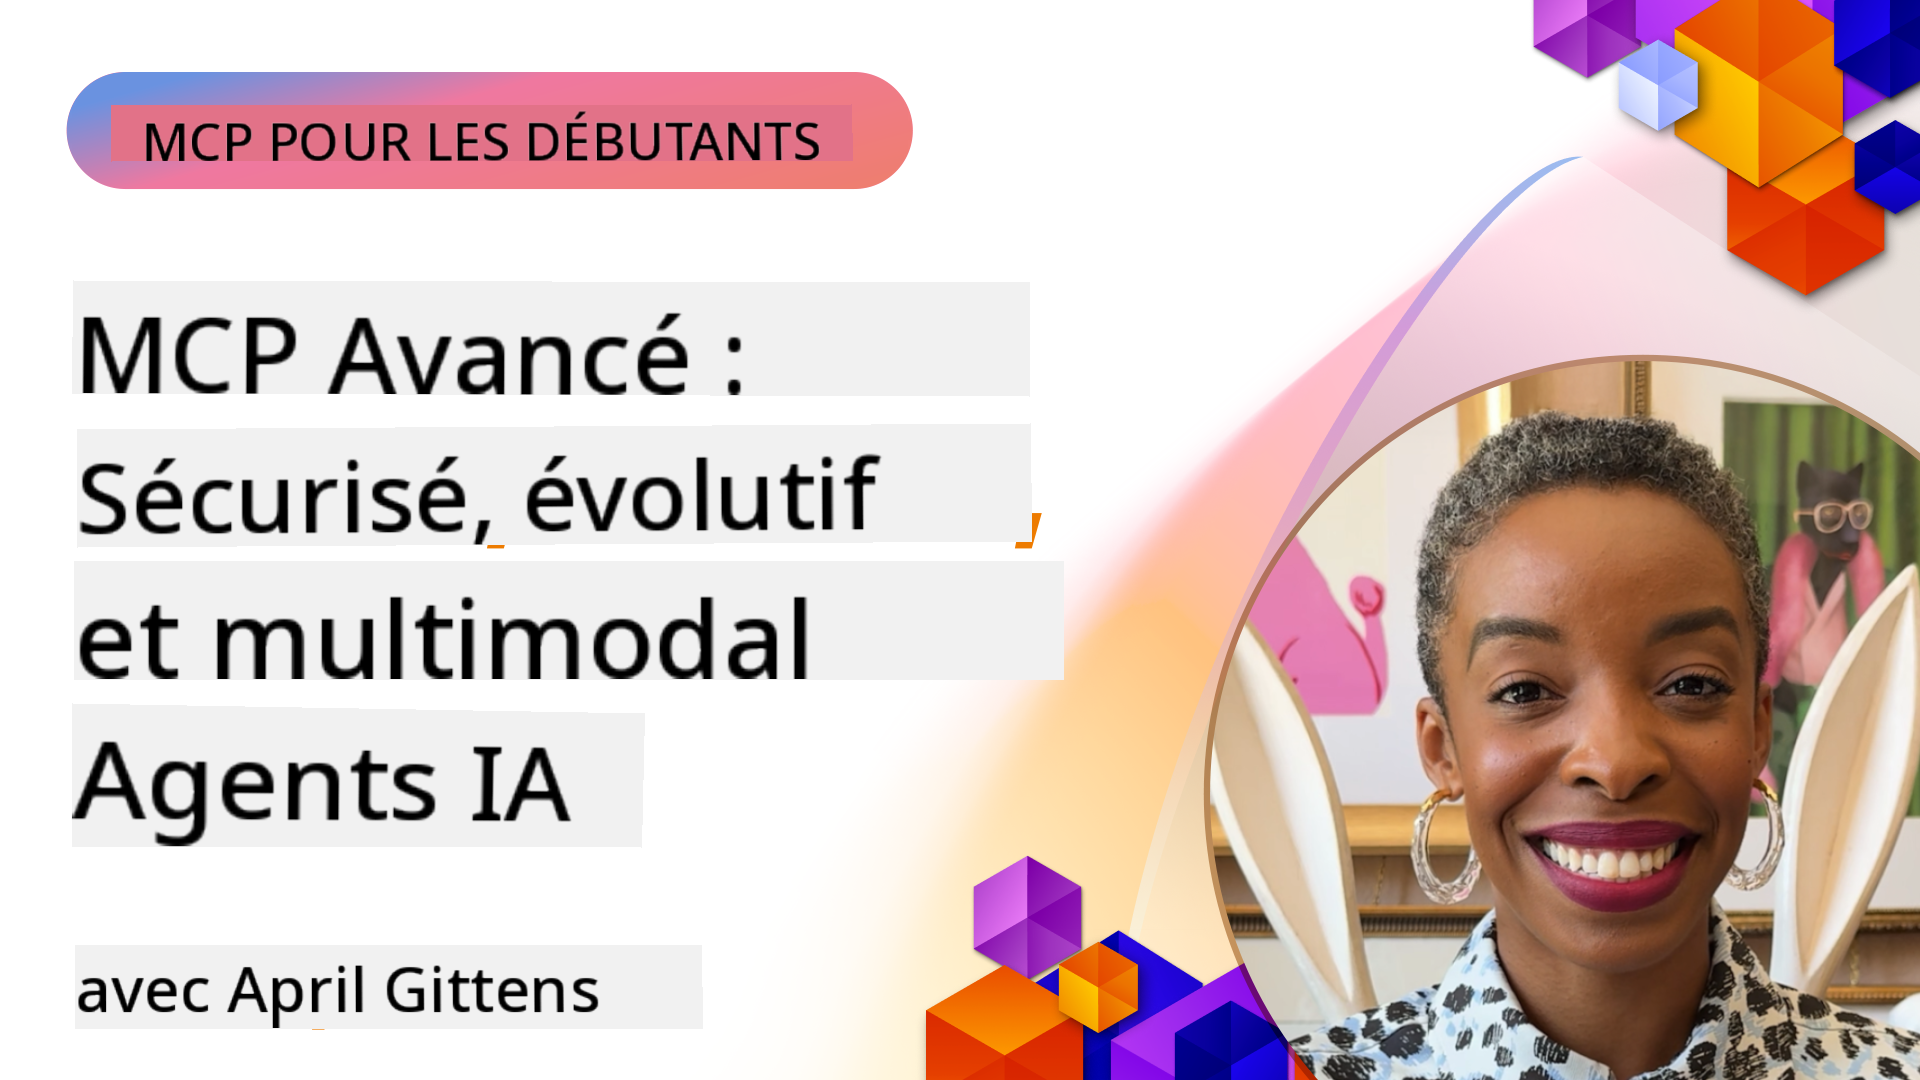 MCP POUR LES DÉBUTANTS
MCP Avancé :
Sécurisé, évolutif
et multimodal
Agents IA
avec April Gittens